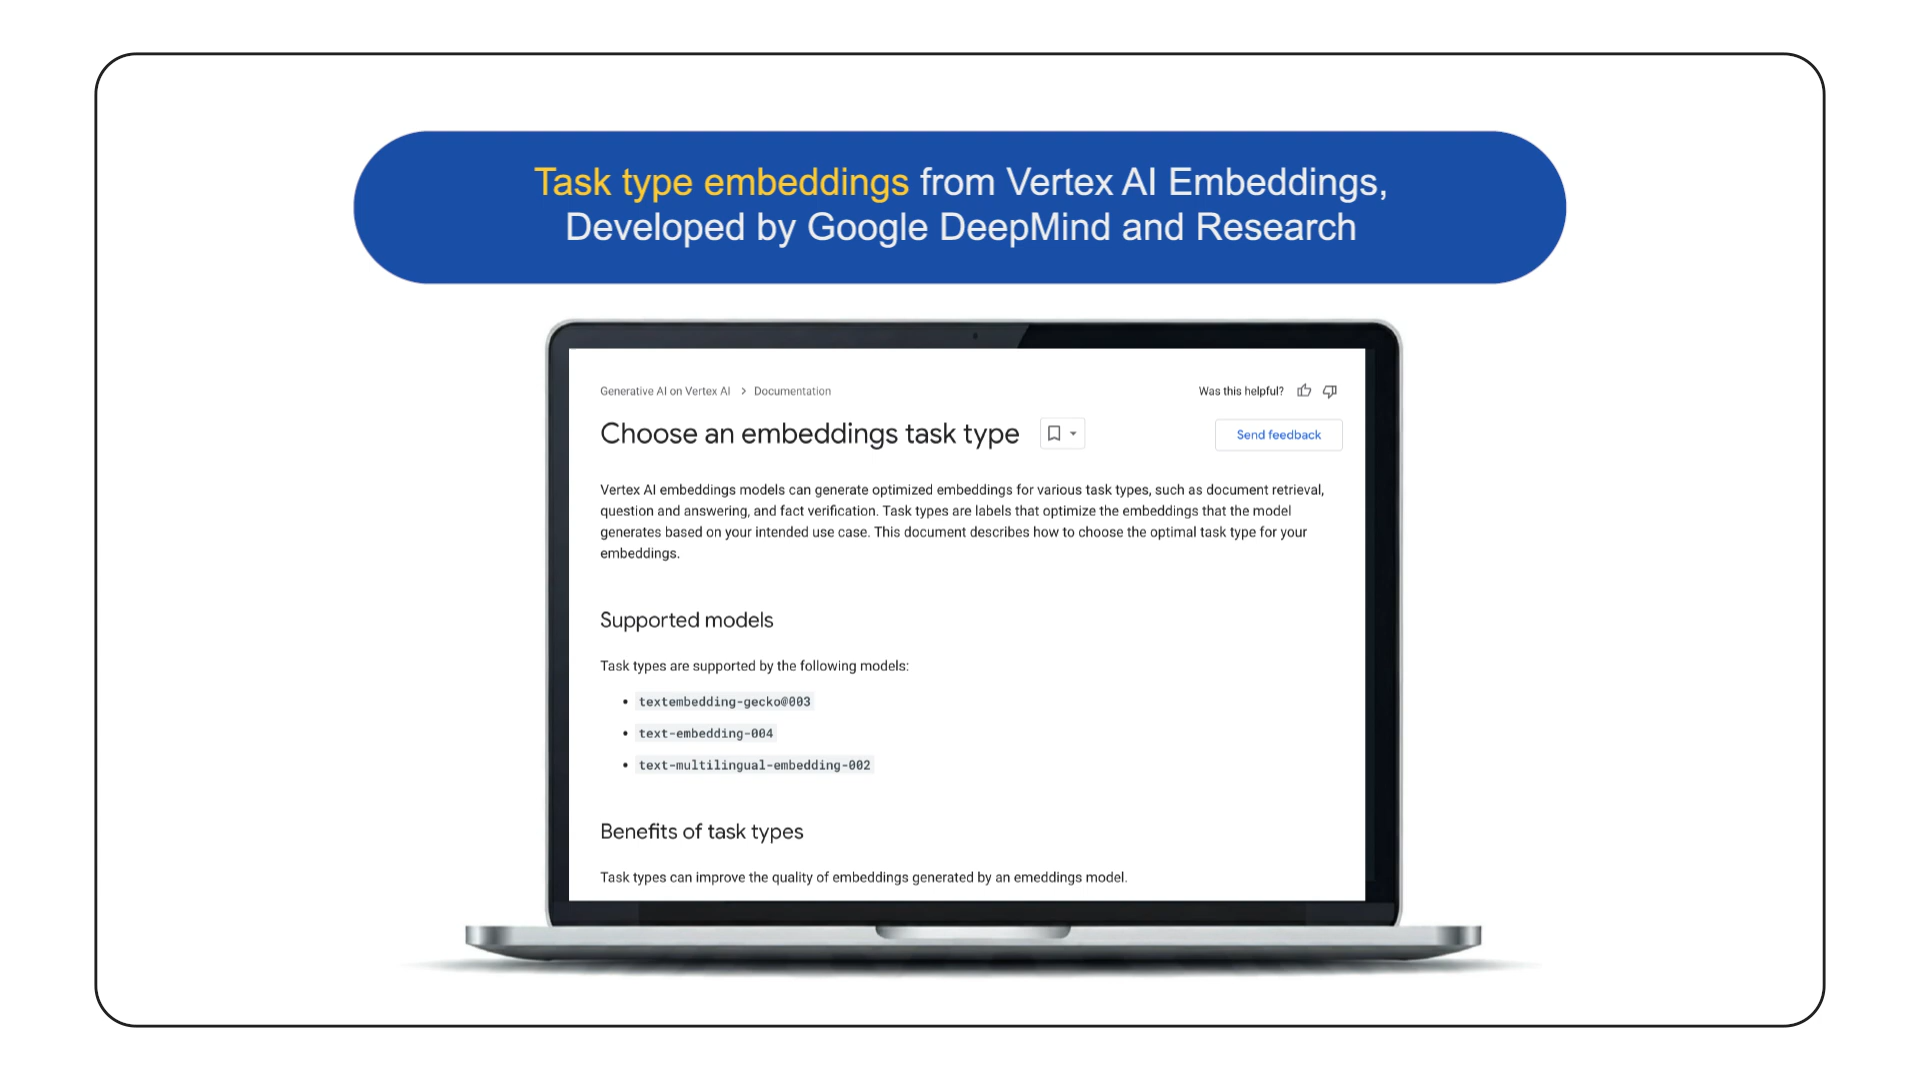 Task type embeddings from Vertex AI Embeddings,
Developed by Google DeepMind and Research
Generative AI on Vertex AI > Documentation
Was this helpful?
Choose an embeddings task type
Send feedback
Vertex AI embeddings models can generate optimized embeddings for various task types, such as document retrieval,
question and answering, and fact verification. Task types are labels that optimize the embeddings that the model
generates based on your intended use case. This document describes how to choose the optimal task type for your
embeddings.
Supported models
Task types are supported by the following models:
• textembedding-gecko@003
• text-embedding-004
• text-multilingual-embedding-002
Benefits of task types
Task types can improve the quality of embeddings generated by an emeddings model.